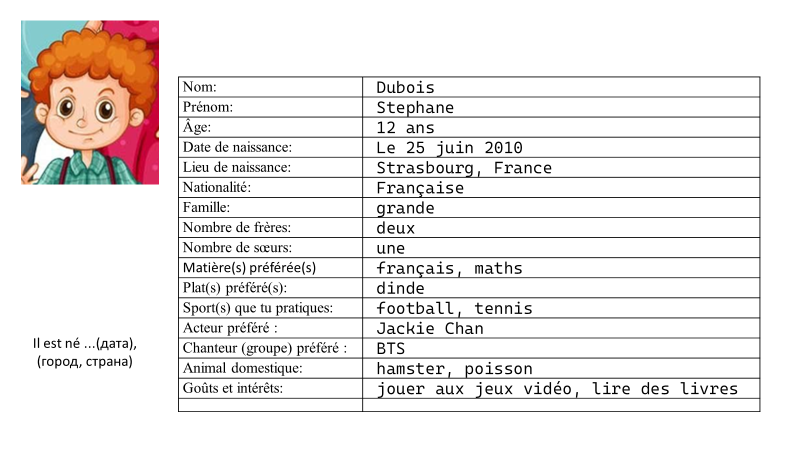 Nom: Dubois
Prénom: Stephane
Âge: 12 ans
Date de naissance: Le 25 juin 2010
Lieu de naissance: Strasbourg, France
Nationalité: Française
Famille: grande
Nombre de frères: deux
Nombre de sœurs: une
Matière(s) préférée(s) français, maths
Plat(s) préféré(s): dinde
Sport(s) que tu pratiques: football, tennis
Acteur préféré : Jackie Chan
Chanteur (groupe) préféré : BTS
Animal domestique: hamster, poisson
Goûts et intérêts: jouer aux jeux vidéo, lire des livres
Il est né ...(дата),
(город, страна)